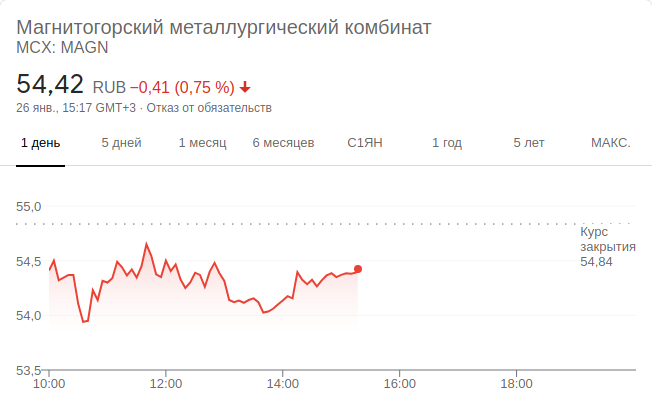 Магнитогорский металлургический комбинат
MCX: MAGN
54,42 RUB −0,41 (0,75 %)
26 янв., 15:17 GMT+3 · Отказ от обязательств
1 день 5 дней 1 месяц 6 месяцев С1ЯН 1 год 5 лет МАКС.
55,0
Курс
закрытия
54,84
54,5
54,0
53,5
10:00 12:00 14:00 16:00 18:00